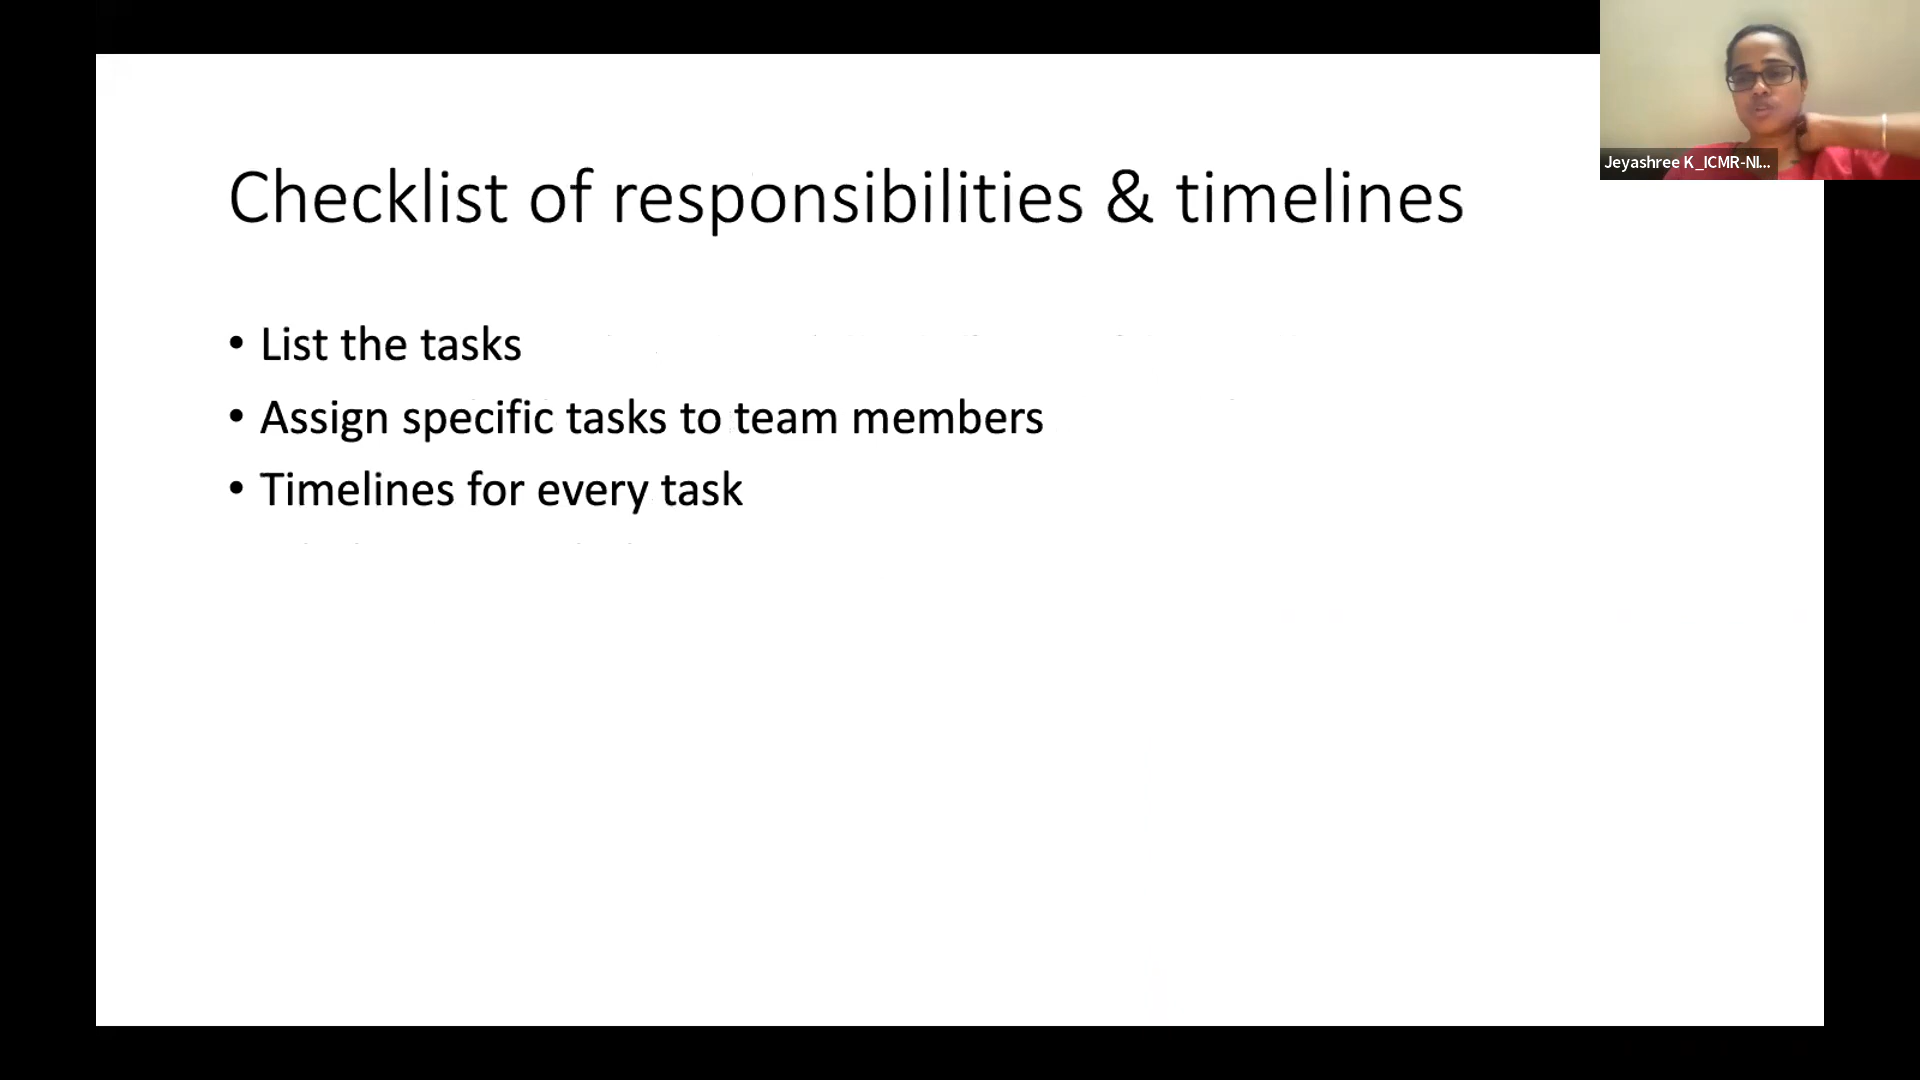 Checklist of responsibilities & timelines
• List the tasks
• Assign specific tasks to team members
• Timelines for every task
Jeyashree K_ICMR-NI...